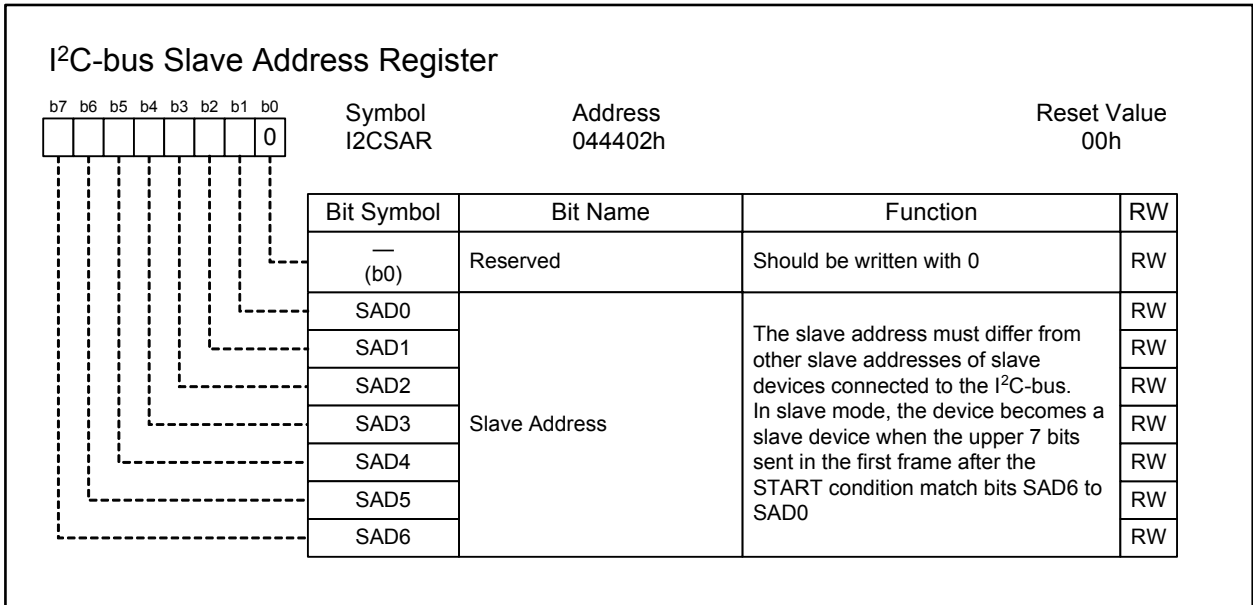 I²C-bus Slave Address Register
b7 b6 b5 b4 b3 b2 b1 b0
0
Symbol Address Reset Value
I2CSAR 044402h 00h
Bit Symbol Bit Name Function RW
—
(b0) Reserved Should be written with 0 RW
SAD0 RW
SAD1 RW
SAD2 RW
SAD3 RW
SAD4 RW
SAD5 RW
SAD6 RW
Slave Address
The slave address must differ from
other slave addresses of slave
devices connected to the I²C-bus.
In slave mode, the device becomes a
slave device when the upper 7 bits
sent in the first frame after the
START condition match bits SAD6 to
SAD0